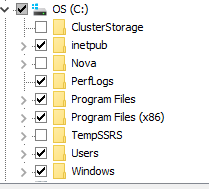 OS (C:)
ClusterStorage
inetpub
Nova
PerfLogs
Program Files
Program Files (x86)
TempSSRS
Users
Windows